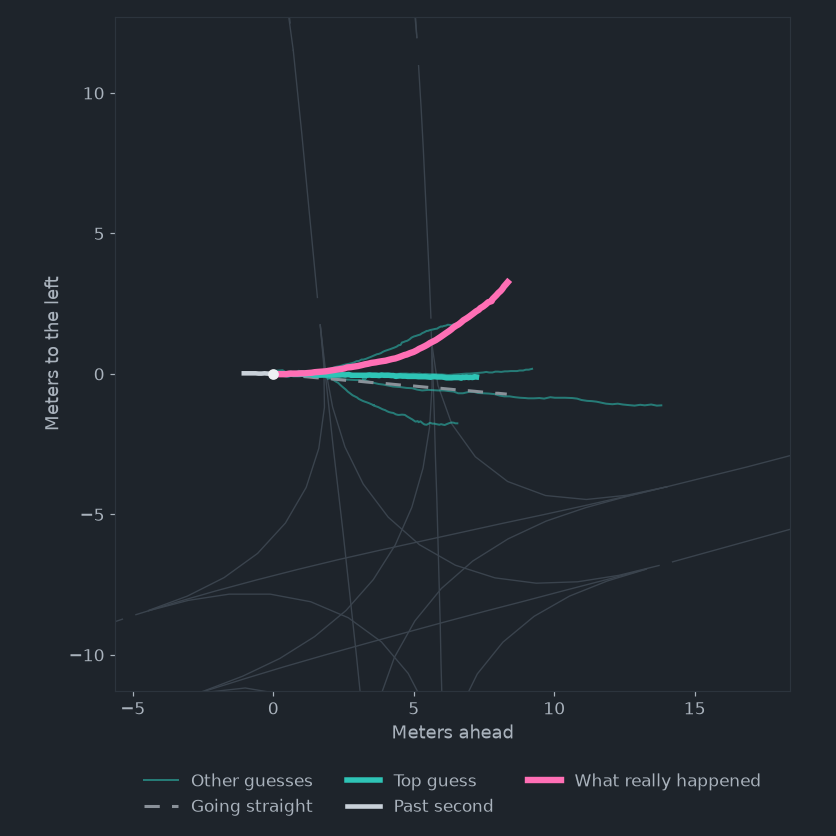 10
5
0
−5
−10
Meters to the left
−5 0 5 10 15
Meters ahead
Other guesses Top guess What really happened
Going straight Past second